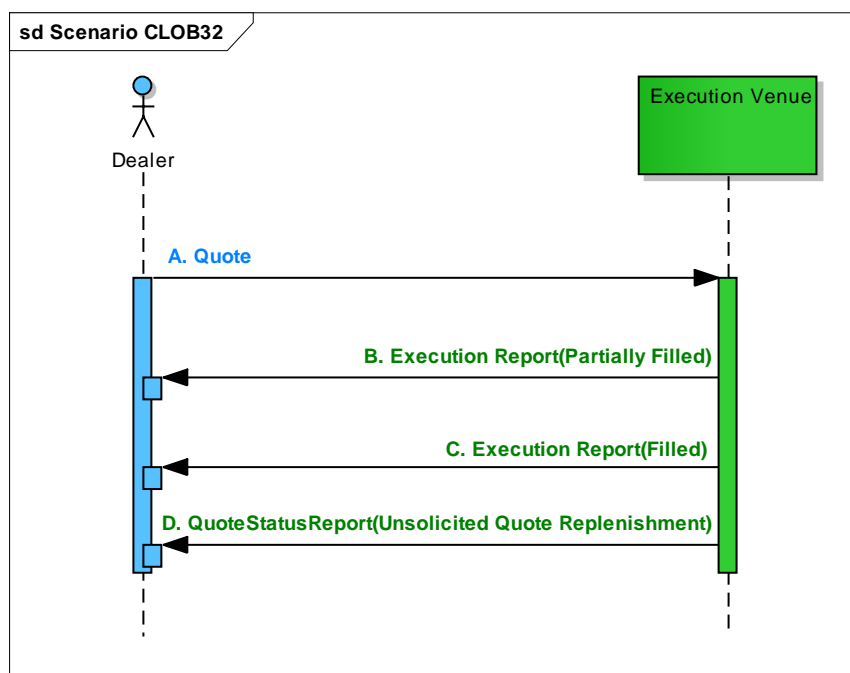 sd Scenario CLOB32
Execution Venue
Dealer
A. Quote
B. Execution Report(Partially Filled)
C. Execution Report(Filled)
D. QuoteStatusReport(Unsolicited Quote Replenishment)